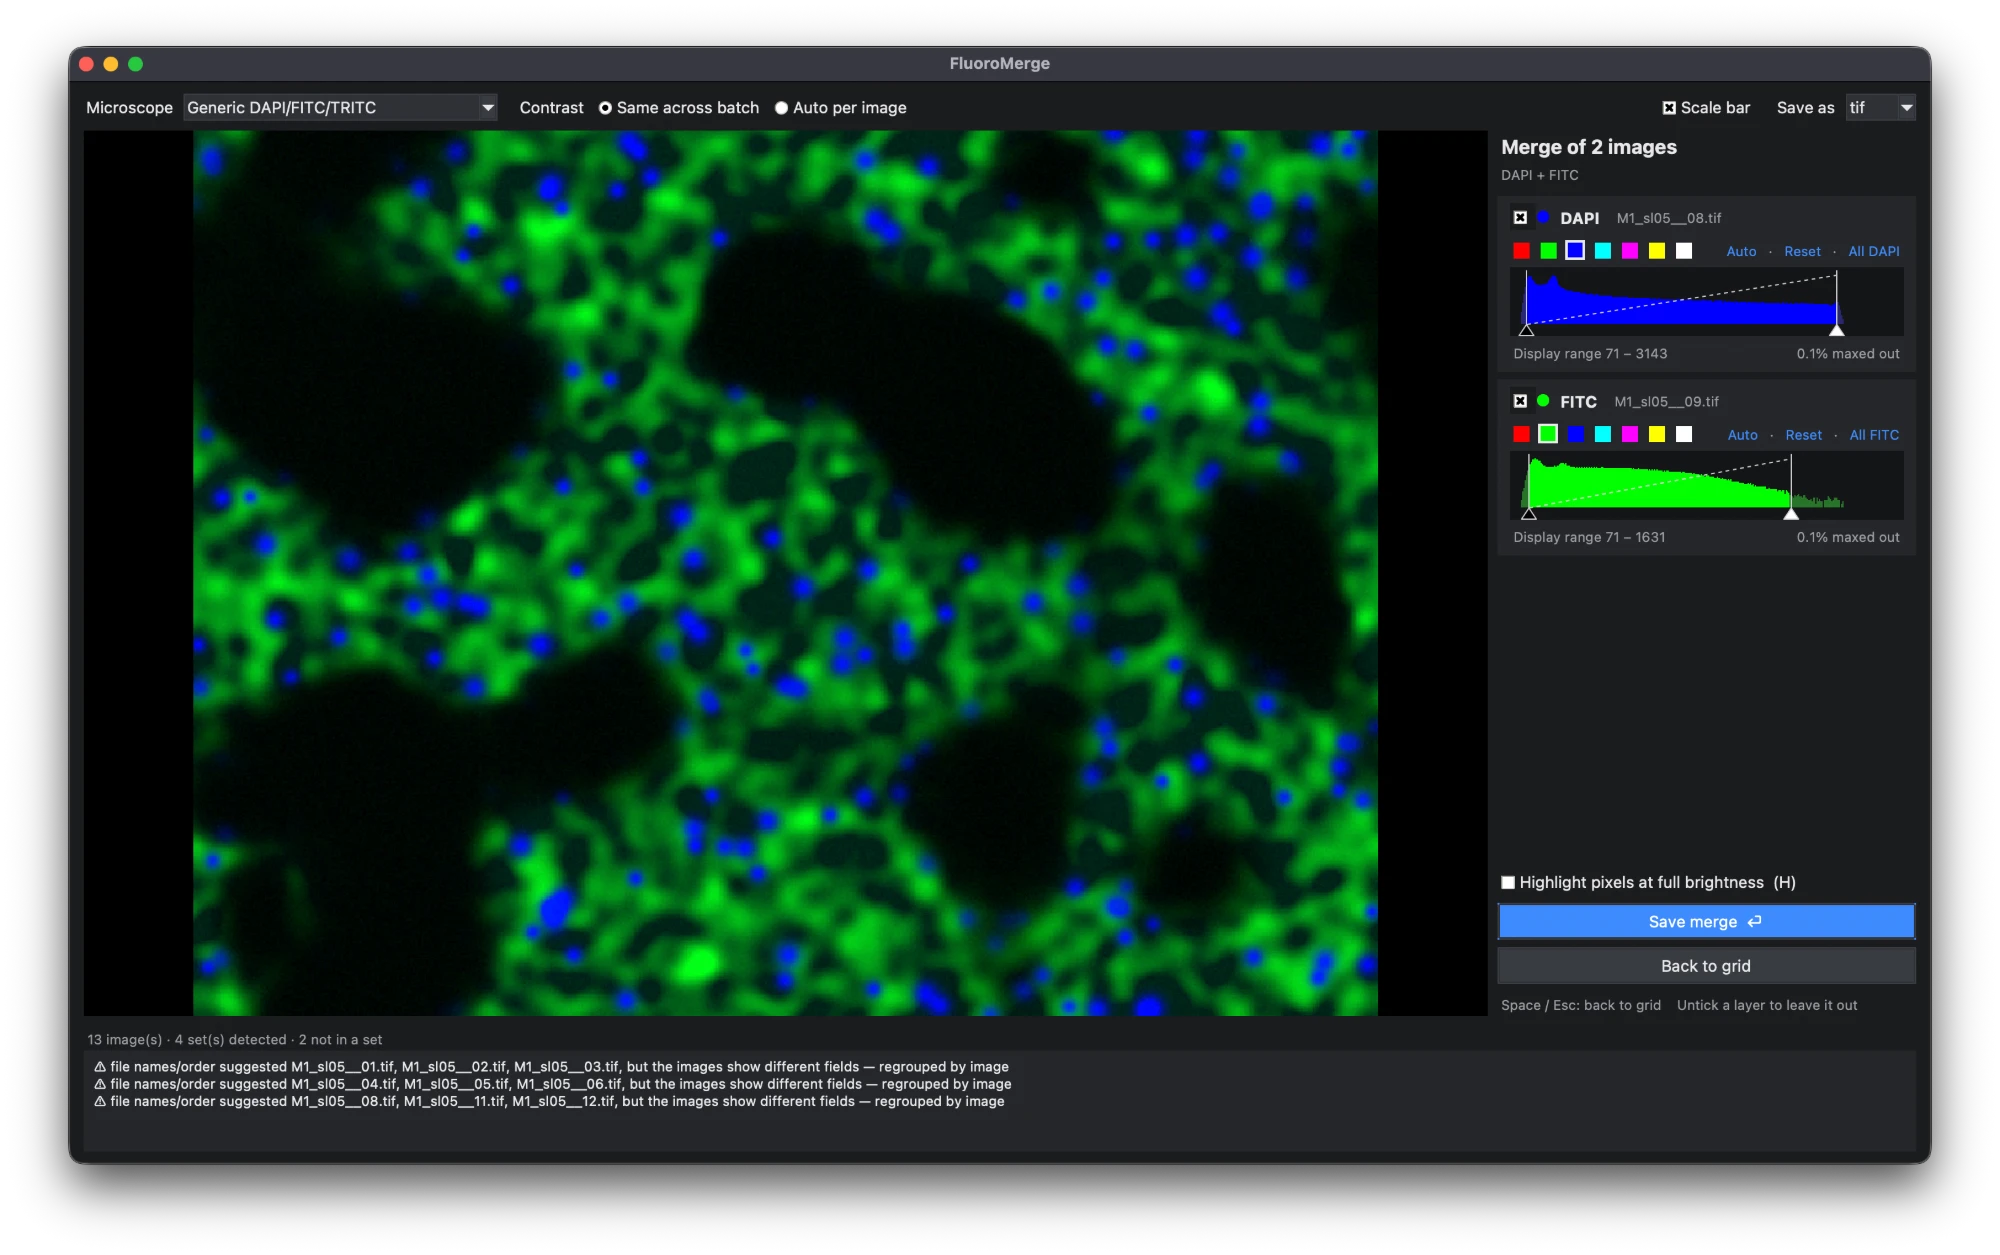 FluoroMerge
Microscope Generic DAPI/FITC/TRITC Contrast Same across batch Auto per image Scale bar Save as tif
Merge of 2 images
DAPI + FITC
DAPI M1_sl05__08.tif
Auto · Reset · All DAPI
Display range 71 – 3143 0.1% maxed out
FITC M1_sl05__09.tif
Auto · Reset · All FITC
Display range 71 – 1631 0.1% maxed out
Highlight pixels at full brightness (H)
Save merge ⏎
Back to grid
Space / Esc: back to grid Untick a layer to leave it out
13 image(s) · 4 set(s) detected · 2 not in a set
⚠ file names/order suggested M1_sl05__01.tif, M1_sl05__02.tif, M1_sl05__03.tif, but the images show different fields — regrouped by image
⚠ file names/order suggested M1_sl05__04.tif, M1_sl05__05.tif, M1_sl05__06.tif, but the images show different fields — regrouped by image
⚠ file names/order suggested M1_sl05__08.tif, M1_sl05__11.tif, M1_sl05__12.tif, but the images show different fields — regrouped by image